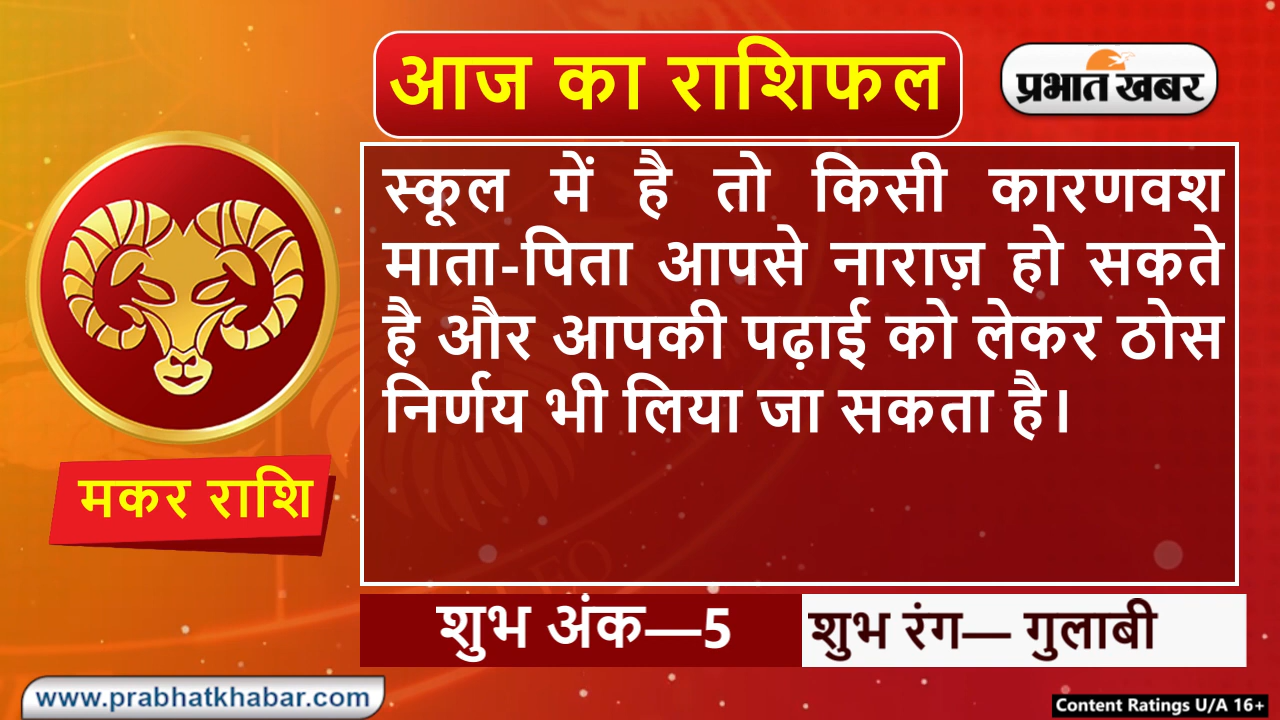 आज का राशिफल
प्रभात खबर
स्कूल में है तो किसी कारणवश
माता-पिता आपसे नाराज़ हो सकते
है और आपकी पढ़ाई को लेकर ठोस
निर्णय भी लिया जा सकता है।
मकर राशि
शुभ अंक—5
शुभ रंग— गुलाबी
www.prabhatkhabar.com
Content Ratings U/A 16+